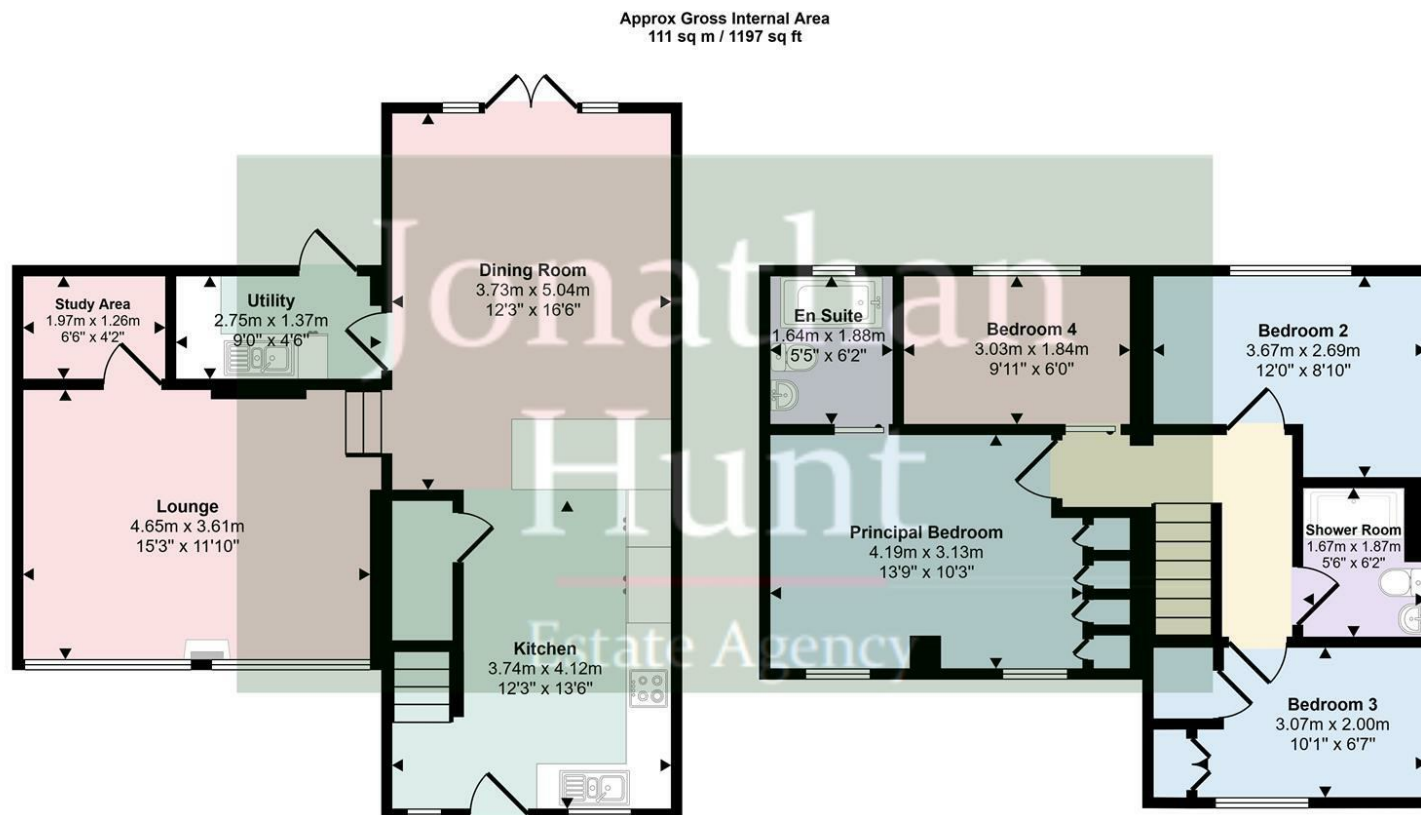 Approx Gross Internal Area
111 sq m / 1197 sq ft
Jonathan
Hunt
Estate Agency
Dining Room
3.73m x 5.04m
12'3" x 16'6"
Study Area
1.97m x 1.26m
6'6" x 4'2"
Utility
2.75m x 1.37m
9'0" x 4'6"
Lounge
4.65m x 3.61m
15'3" x 11'10"
Kitchen
3.74m x 4.12m
12'3" x 13'6"
En Suite
1.64m x 1.88m
5'5" x 6'2"
Bedroom 4
3.03m x 1.84m
9'11" x 6'0"
Bedroom 2
3.67m x 2.69m
12'0" x 8'10"
Principal Bedroom
4.19m x 3.13m
13'9" x 10'3"
Shower Room
1.67m x 1.87m
5'6" x 6'2"
Bedroom 3
3.07m x 2.00m
10'1" x 6'7"